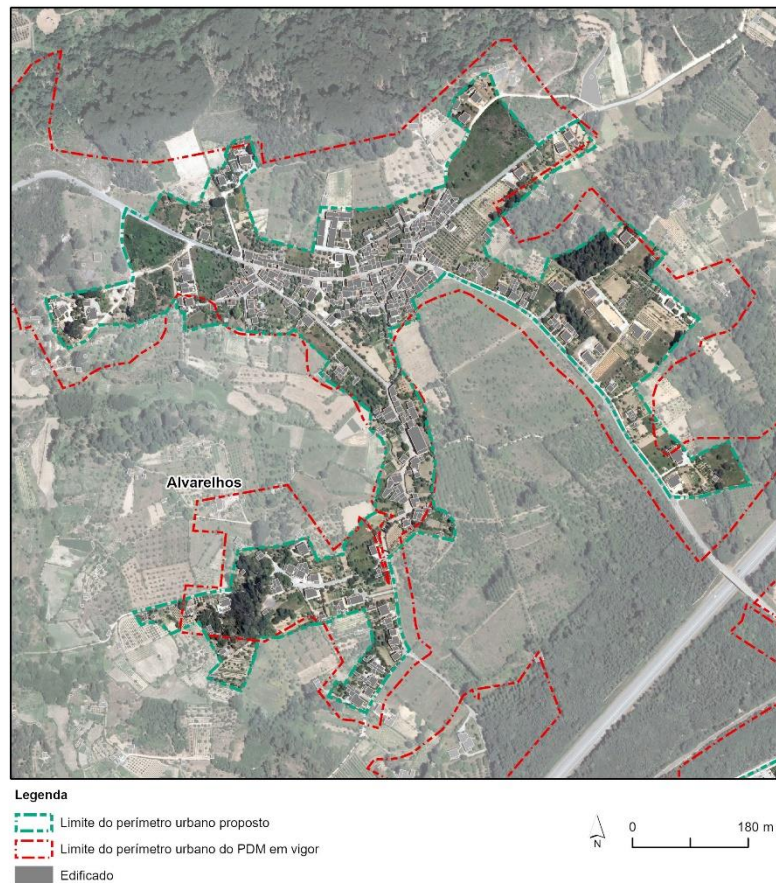 Alvarelhos
Legenda
Limite do perímetro urbano proposto
Limite do perímetro urbano do PDM em vigor
Edificado
N
0 180 m